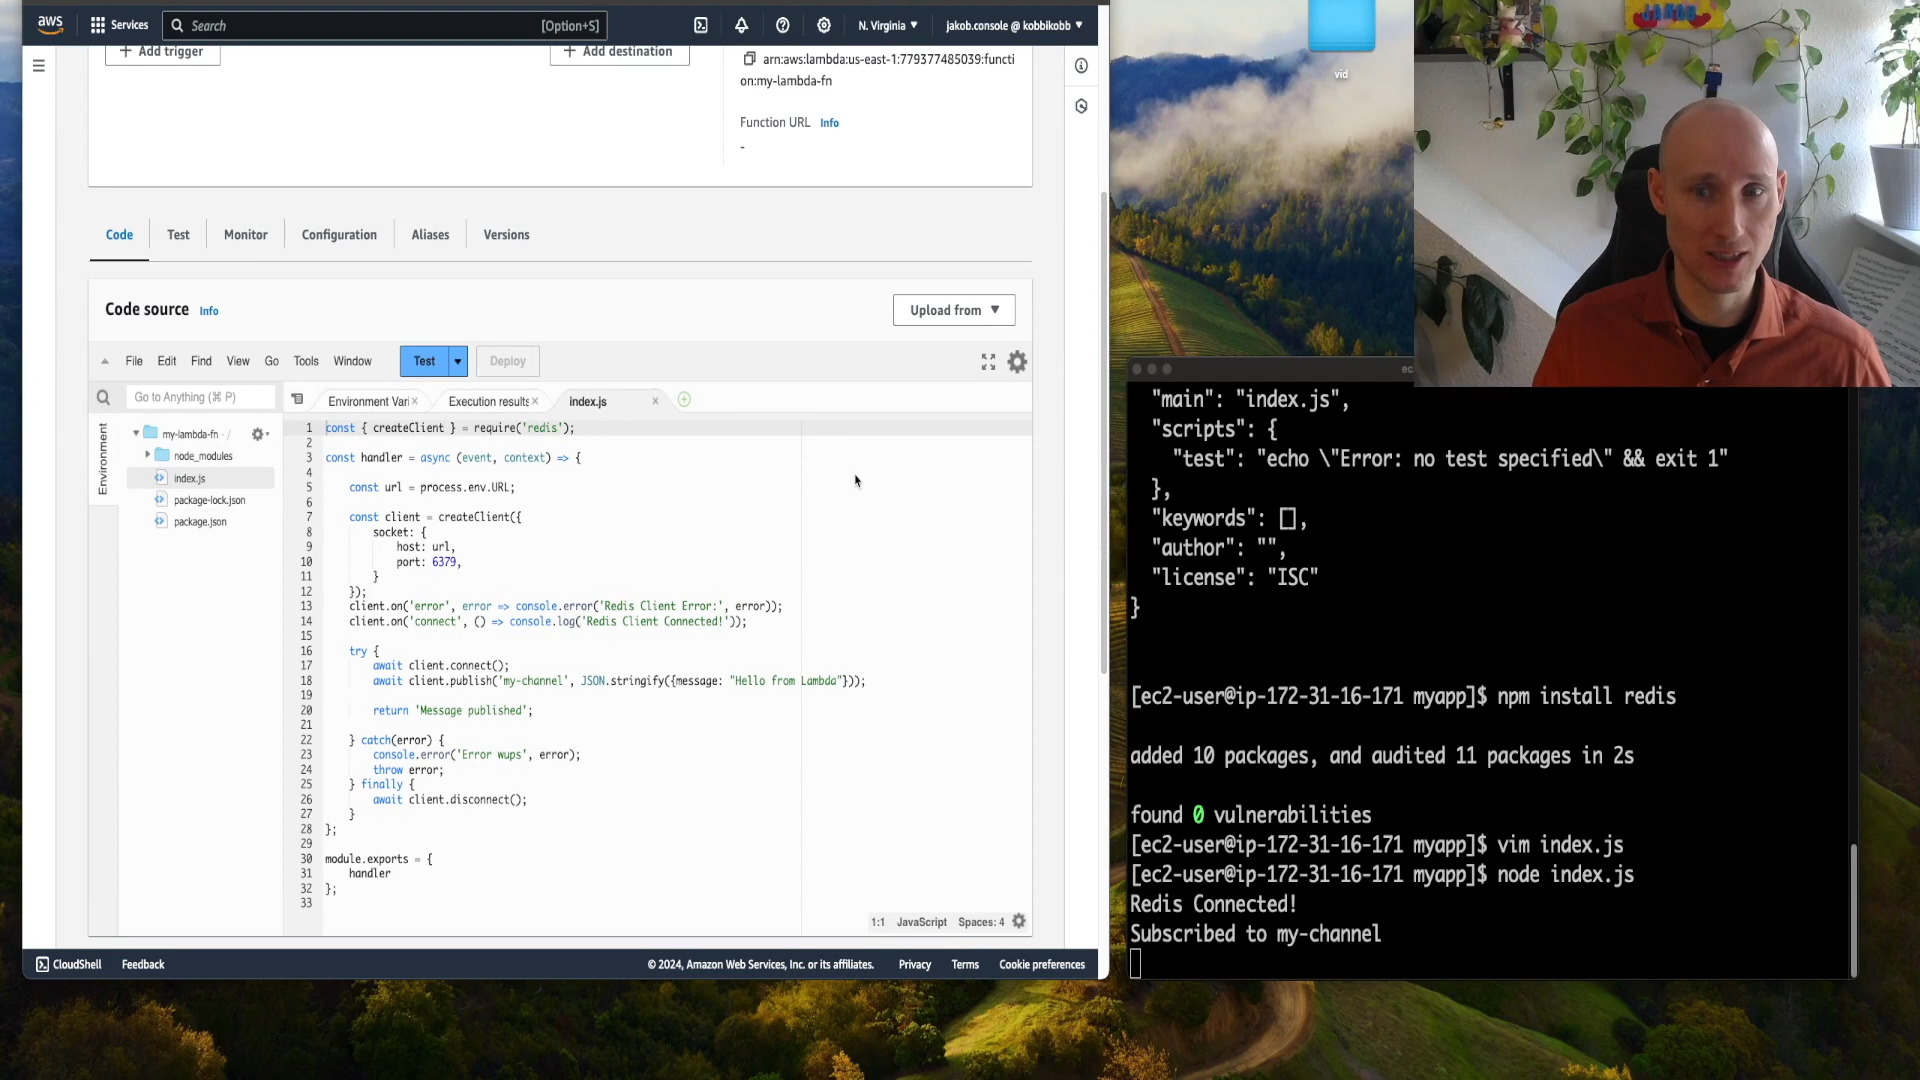 aws
Services
Search
[Option+S]
N. Virginia
jakob.console @ kobbikobb
Add trigger
Add destination
arn:aws:lambda:us-east-1:779377485039:functi
on:my-lambda-fn
Function URL Info
-
Code
Test
Monitor
Configuration
Aliases
Versions
Code source Info
Upload from
File Edit Find View Go Tools Window
Test
Deploy
Go to Anything (⌘ P)
Environment Vari
Execution results
index.js
Environment
my-lambda-fn - /
node_modules
index.js
package-lock.json
package.json
1 const { createClient } = require('redis');
2
3 const handler = async (event, context) => {
4
5 const url = process.env.URL;
6
7 const client = createClient({
8 socket: {
9 host: url,
10 port: 6379,
11 }
12 });
13 client.on('error', error => console.error('Redis Client Error:', error));
14 client.on('connect', () => console.log('Redis Client Connected!'));
15
16 try {
17 await client.connect();
18 await client.publish('my-channel', JSON.stringify({message: "Hello from Lambda"}));
19
20 return 'Message published';
21
22 } catch(error) {
23 console.error('Error wups', error);
24 throw error;
25 } finally {
26 await client.disconnect();
27 }
28 };
29
30 module.exports = {
31 handler
32 };
33
1:1 JavaScript Spaces: 4
CloudShell
Feedback
© 2024, Amazon Web Services, Inc. or its affiliates.
Privacy
Terms
Cookie preferences
vid
JAKOB
ec
"main": "index.js",
"scripts": {
"test": "echo \"Error: no test specified\" && exit 1"
},
"keywords": [],
"author": "",
"license": "ISC"
}
[ec2-user@ip-172-31-16-171 myapp]$ npm install redis
added 10 packages, and audited 11 packages in 2s
found 0 vulnerabilities
[ec2-user@ip-172-31-16-171 myapp]$ vim index.js
[ec2-user@ip-172-31-16-171 myapp]$ node index.js
Redis Connected!
Subscribed to my-channel